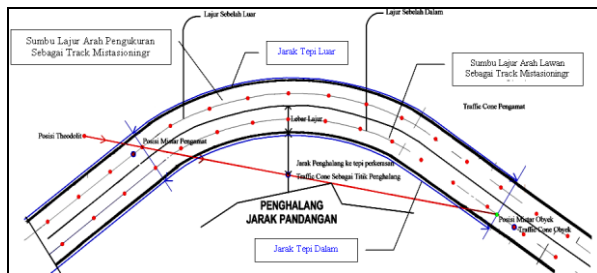 Lajur Sebelah Luar
Lajur Sebelah Dalam
Sumbu Lajur Arah Pengukuran
Sebagai Track Mistasioningr
Jarak Tepi Luar
Sumbu Lajur Arah Lawan
Sebagai Track Mistasioningr
Traffic Cone Pengamat
Lebar Lajur
Posisi Theodolit
Posisi Mistar Pengamat
Jarak Penghalang ke tepi perkerasan
Traffic Cone Sebagai Titik Penghalang
PENGHALANG
JARAK PANDANGAN
Posisi Mistar Obyek
Traffic Cone Obyek
Jarak Tepi Dalam